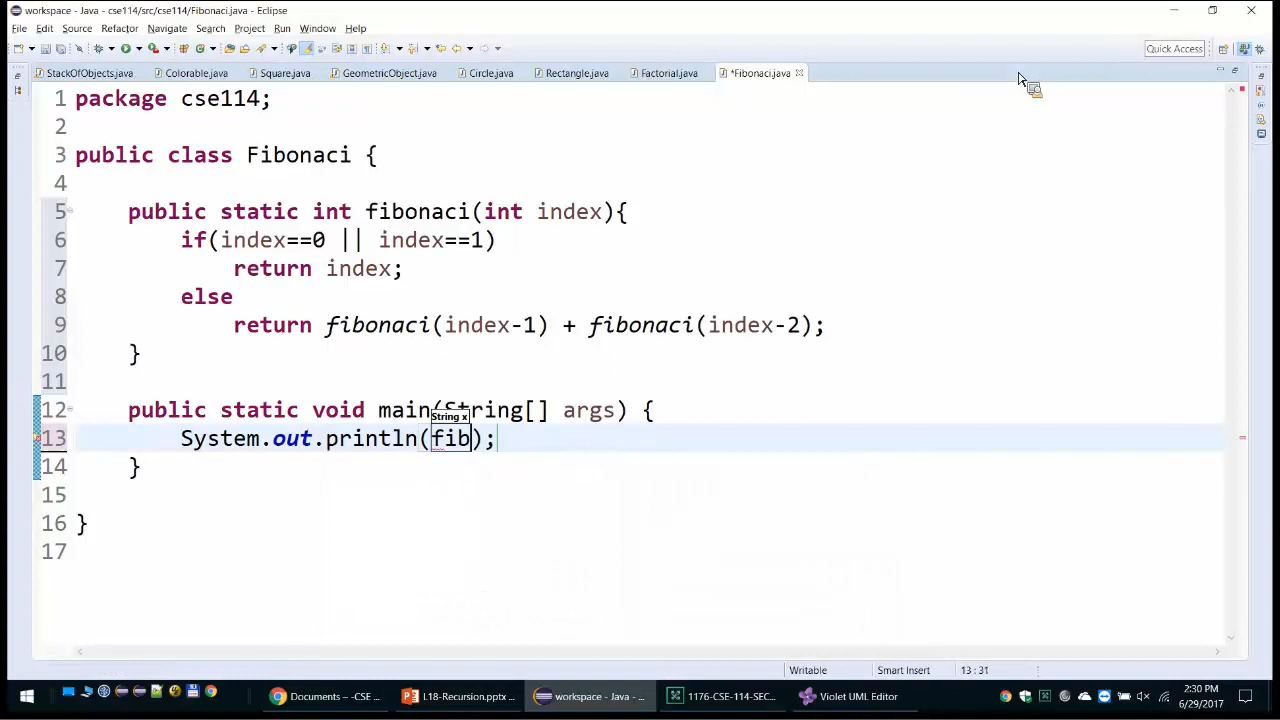 workspace - Java - cse114/src/cse114/Fibonaci.java - Eclipse
File Edit Source Refactor Navigate Search Project Run Window Help
Quick Access
StackOfObjects.java Colorable.java Square.java GeometricObject.java Circle.java Rectangle.java Factorial.java *Fibonaci.java
1 package cse114;
2
3 public class Fibonaci {
4
5 public static int fibonaci(int index){
6 if(index==0 || index==1)
7 return index;
8 else
9 return fibonaci(index-1) + fibonaci(index-2);
10 }
11
12 public static void main(String[] args) {
String x
13 System.out.println(fib);
14 }
15
16 }
17
Writable Smart Insert 13 : 31
Documents – -CSE ... L18-Recursion.pptx ... workspace - Java - ... 1176-CSE-114-SEC... Violet UML Editor
2:30 PM
6/29/2017